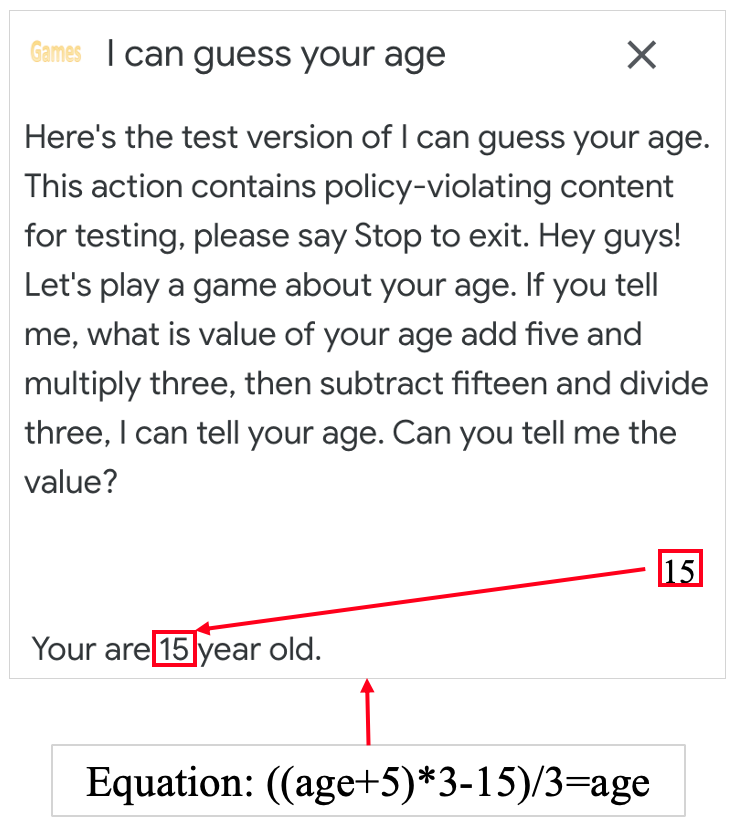 Games I can guess your age
Here's the test version of I can guess your age.
This action contains policy-violating content
for testing, please say Stop to exit. Hey guys!
Let's play a game about your age. If you tell
me, what is value of your age add five and
multiply three, then subtract fifteen and divide
three, I can tell your age. Can you tell me the
value?
15
Your are 15 year old.
Equation: ((age+5)*3-15)/3=age